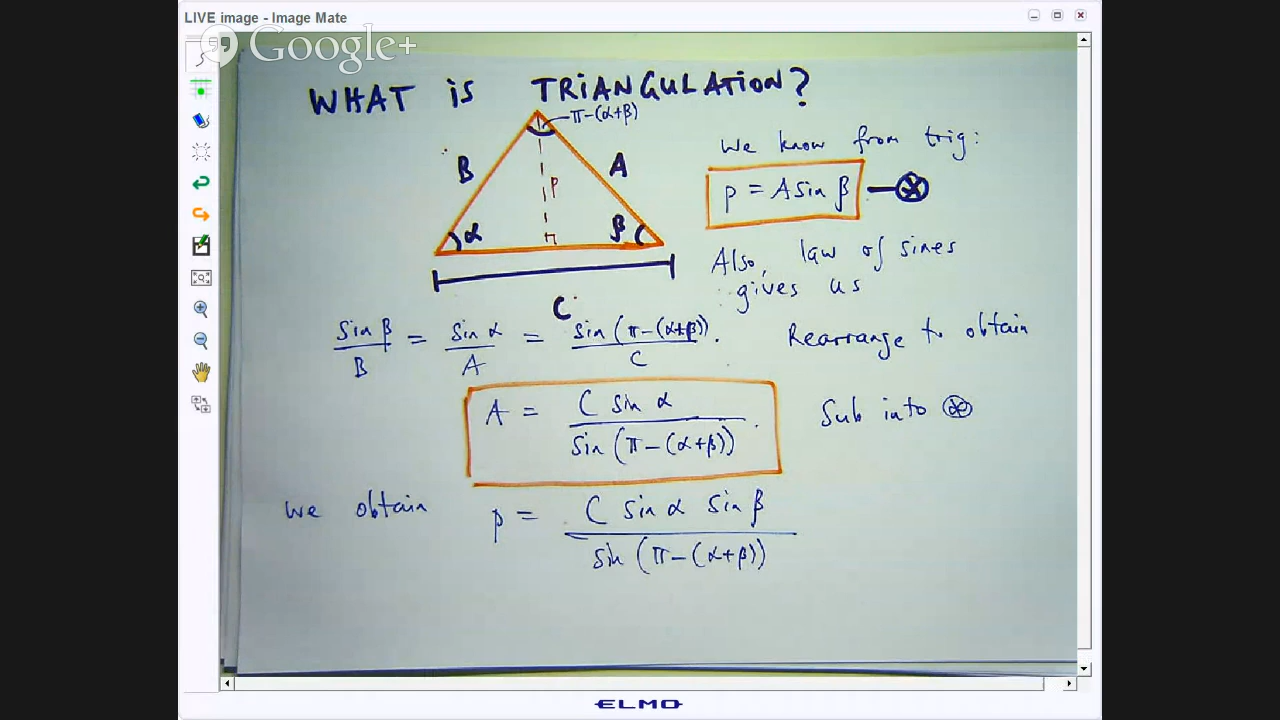 LIVE image - Image Mate
Google+
WHAT is TRiANGULATiON?
π-(α+β)
B
A
p
α
β
C
We know from trig:
p = A sin β — ⊛
Also, law of sines
gives us
sin β / B = sin α / A = sin (π-(α+β)) / C .
Rearrange to obtain
A = C sin α / sin (π-(α+β)) .
Sub into ⊛
we obtain p = C sin α sin β / sin (π-(α+β))
ELMO